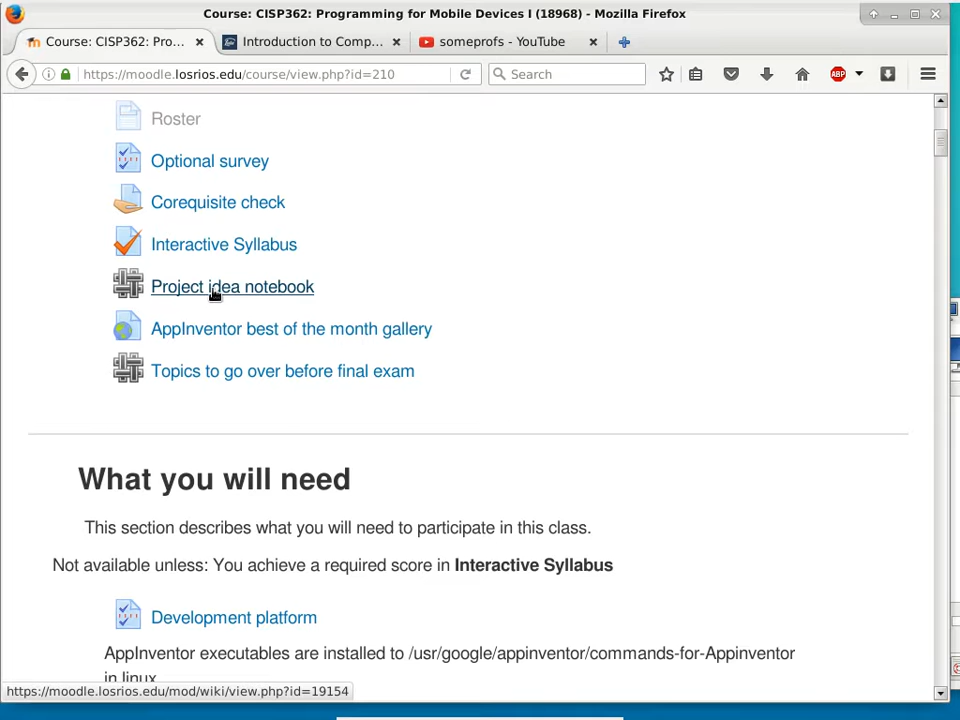 Course: CISP362: Programming for Mobile Devices I (18968) - Mozilla Firefox
Course: CISP362: Pro...
Introduction to Comp...
someprofs - YouTube
https://moodle.losrios.edu/course/view.php?id=210
Search
ABP
Roster
Optional survey
Corequisite check
Interactive Syllabus
Project idea notebook
AppInventor best of the month gallery
Topics to go over before final exam
What you will need
This section describes what you will need to participate in this class.
Not available unless: You achieve a required score in Interactive Syllabus
Development platform
AppInventor executables are installed to /usr/google/appinventor/commands-for-Appinventor
in linux
https://moodle.losrios.edu/mod/wiki/view.php?id=19154